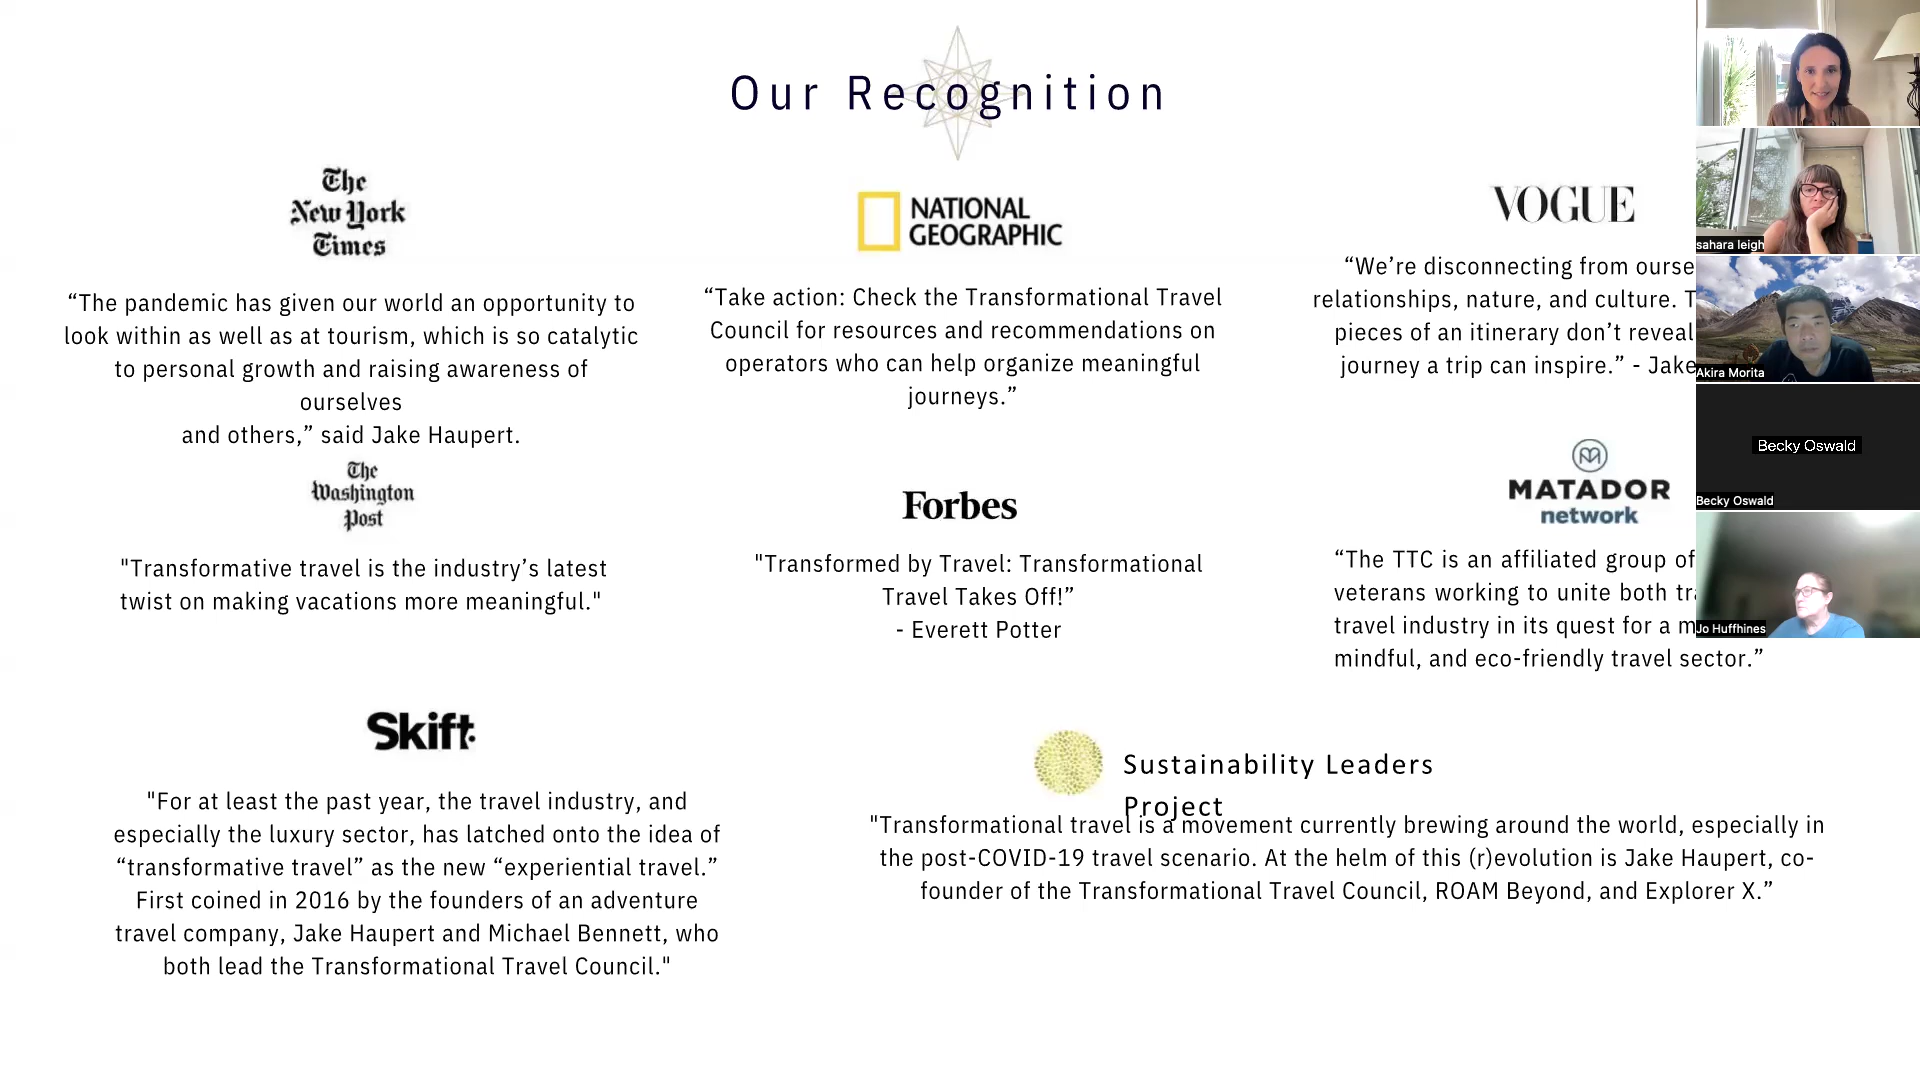 Our Recognition
The
New York
Times
“The pandemic has given our world an opportunity to
look within as well as at tourism, which is so catalytic
to personal growth and raising awareness of
ourselves
and others,” said Jake Haupert.
NATIONAL
GEOGRAPHIC
“Take action: Check the Transformational Travel
Council for resources and recommendations on
operators who can help organize meaningful
journeys.”
VOGUE
“We’re disconnecting from
relationships, nature, and culture.
pieces of an itinerary don’t reveal
journey a trip can inspire.” - Jake
The
Washington
Post
"Transformative travel is the industry’s latest
twist on making vacations more meaningful."
Forbes
"Transformed by Travel: Transformational
Travel Takes Off!”
- Everett Potter
MATADOR
network
“The TTC is an affiliated group of
veterans working to unite both
travel industry in its quest for a
mindful, and eco-friendly travel sector.”
Skift
"For at least the past year, the travel industry, and
especially the luxury sector, has latched onto the idea of
“transformative travel” as the new “experiential travel.”
First coined in 2016 by the founders of an adventure
travel company, Jake Haupert and Michael Bennett, who
both lead the Transformational Travel Council."
Sustainability Leaders
Project
"Transformational travel is a movement currently brewing around the world, especially in
the post-COVID-19 travel scenario. At the helm of this (r)evolution is Jake Haupert, co-
founder of the Transformational Travel Council, ROAM Beyond, and Explorer X.”
sahara leigh
Akira Morita
Becky Oswald
Becky Oswald
Jo Huffhines